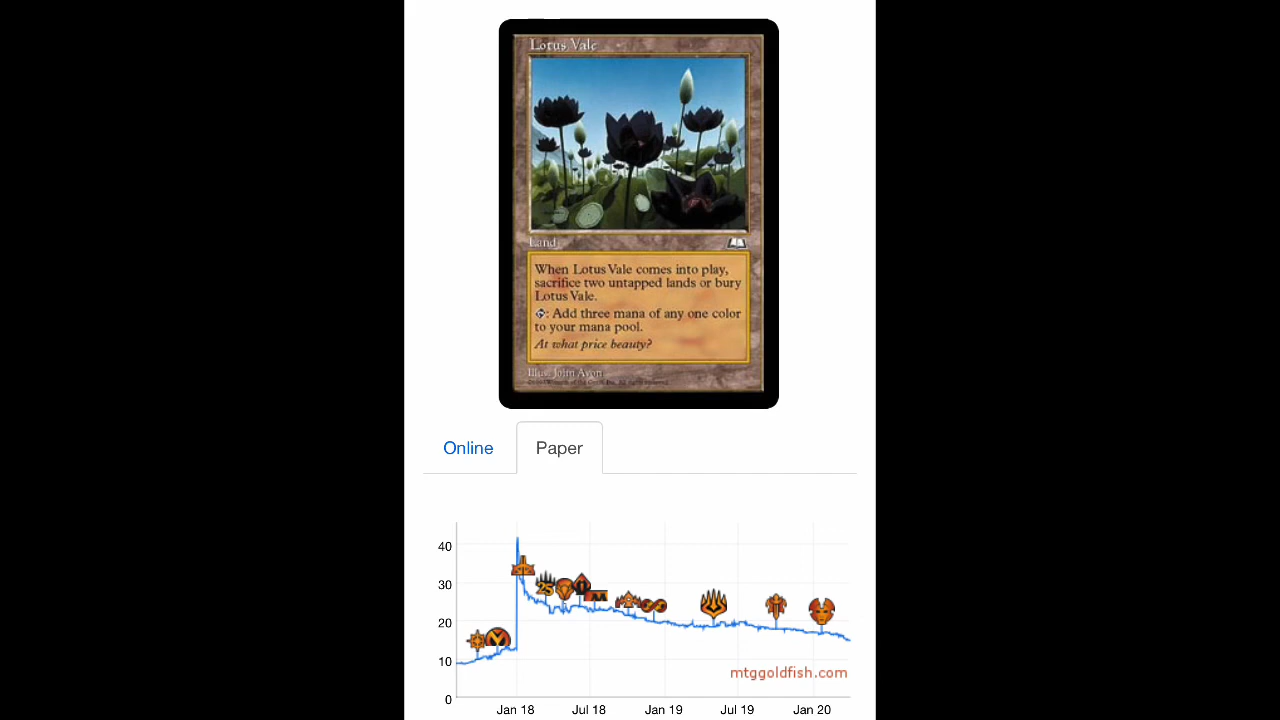 Lotus Vale
Land
When Lotus Vale comes into play,
sacrifice two untapped lands or bury
Lotus Vale.
: Add three mana of any one color
to your mana pool.
At what price beauty?
Illus. John Avon
Online
Paper
40
30
20
10
0
25
mtggoldfish.com
Jan 18
Jul 18
Jan 19
Jul 19
Jan 20